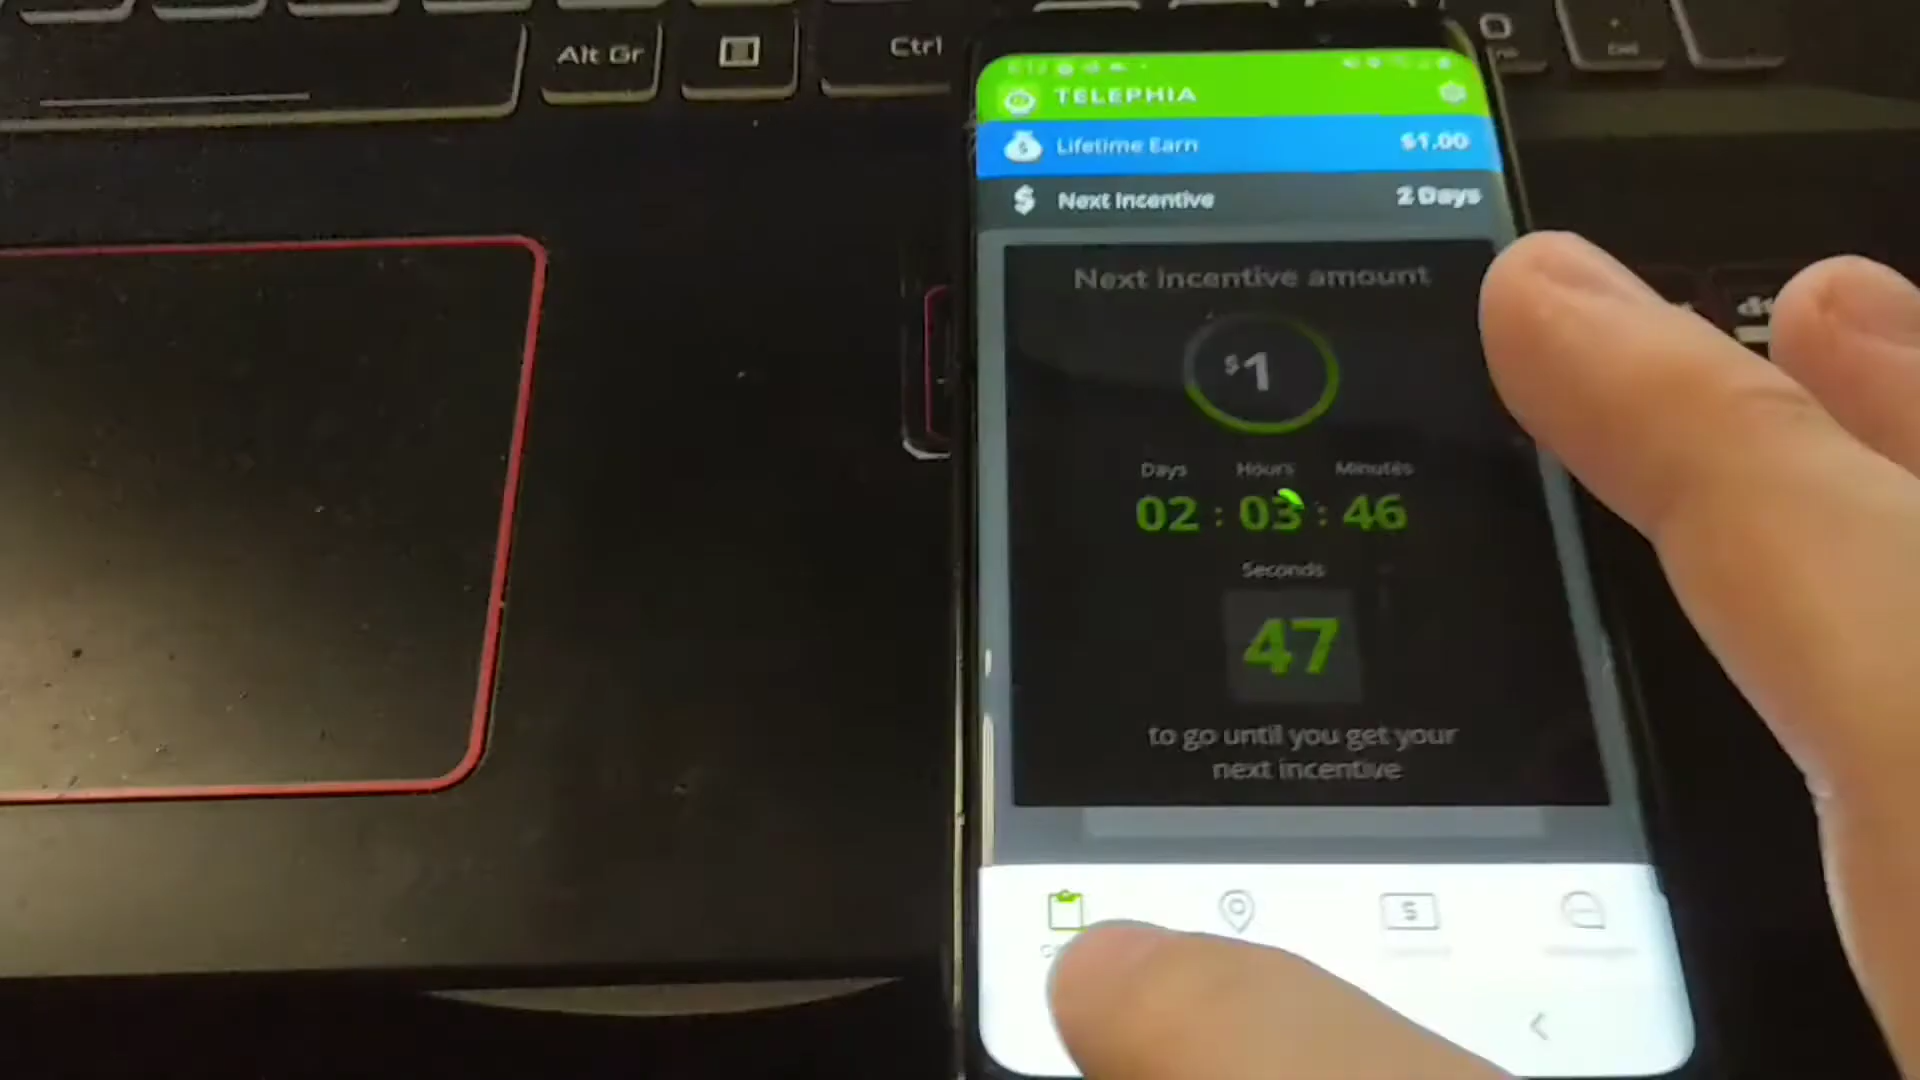 Alt Gr
Ctrl
TELEPHIA
Lifetime Earn $1.00
$ Next Incentive 2 Days
Next incentive amount
$1
Days Hours Minutes
02 : 03 : 46
Seconds
47
to go until you get your
next incentive